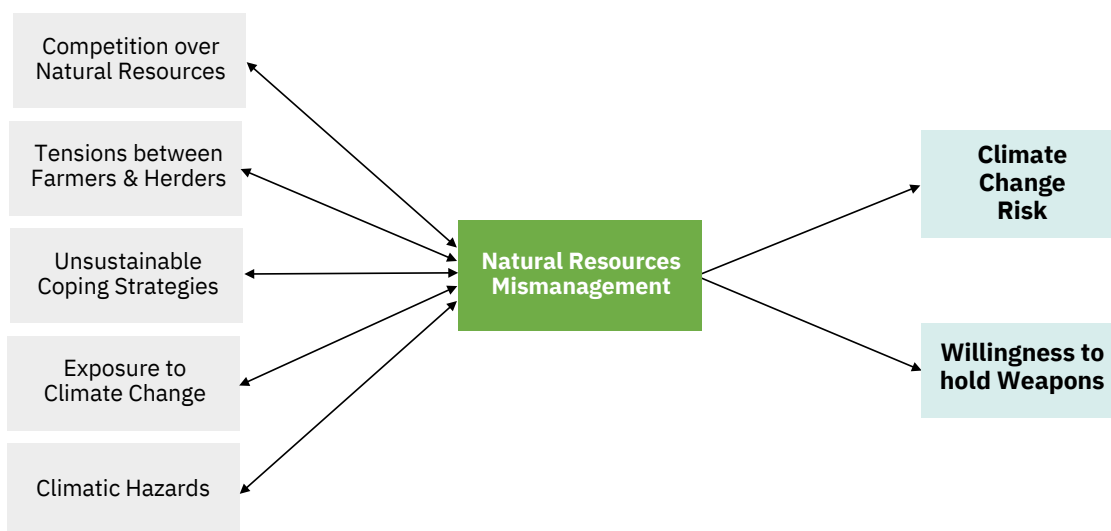 Competition over
Natural Resources
Tensions between
Farmers & Herders
Unsustainable
Coping Strategies
Exposure to
Climate Change
Climatic Hazards
Natural Resources
Mismanagement
Climate
Change
Risk
Willingness to
hold Weapons